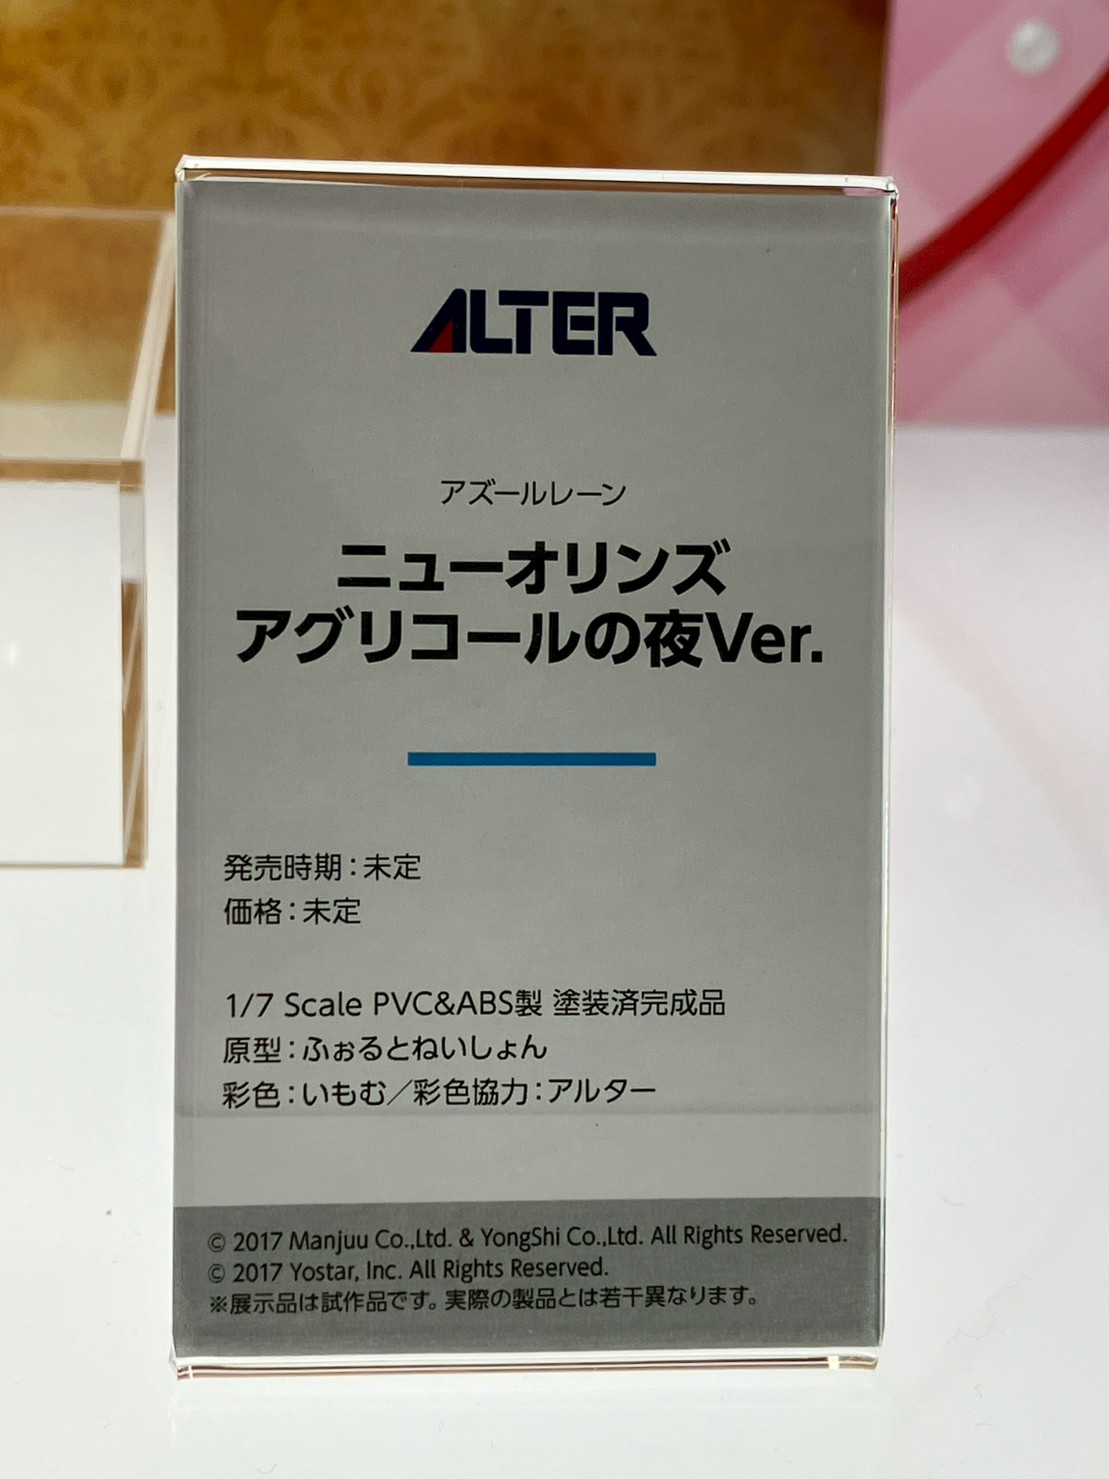 ALTER
アズールレーン
ニューオリンズ
アグリコールの夜Ver.
発売時期：未定
価格：未定
1/7 Scale PVC&ABS製 塗装済完成品
原型：ふぉるとねいしょん
彩色：いもむ／彩色協力：アルター
© 2017 Manjuu Co.,Ltd. & YongShi Co.,Ltd. All Rights Reserved.
© 2017 Yostar, Inc. All Rights Reserved.
※展示品は試作品です。実際の製品とは若干異なります。